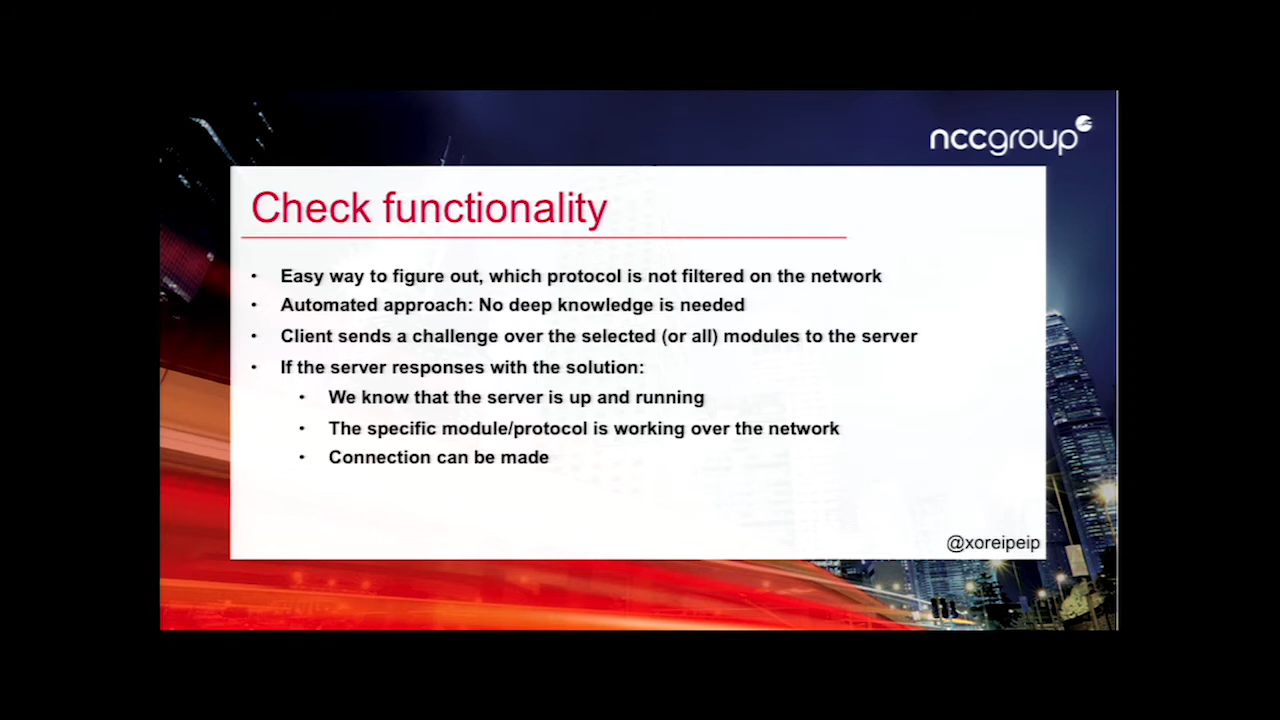 nccgroup
Check functionality
• Easy way to figure out, which protocol is not filtered on the network
• Automated approach: No deep knowledge is needed
• Client sends a challenge over the selected (or all) modules to the server
• If the server responses with the solution:
• We know that the server is up and running
• The specific module/protocol is working over the network
• Connection can be made
@xoreipeip